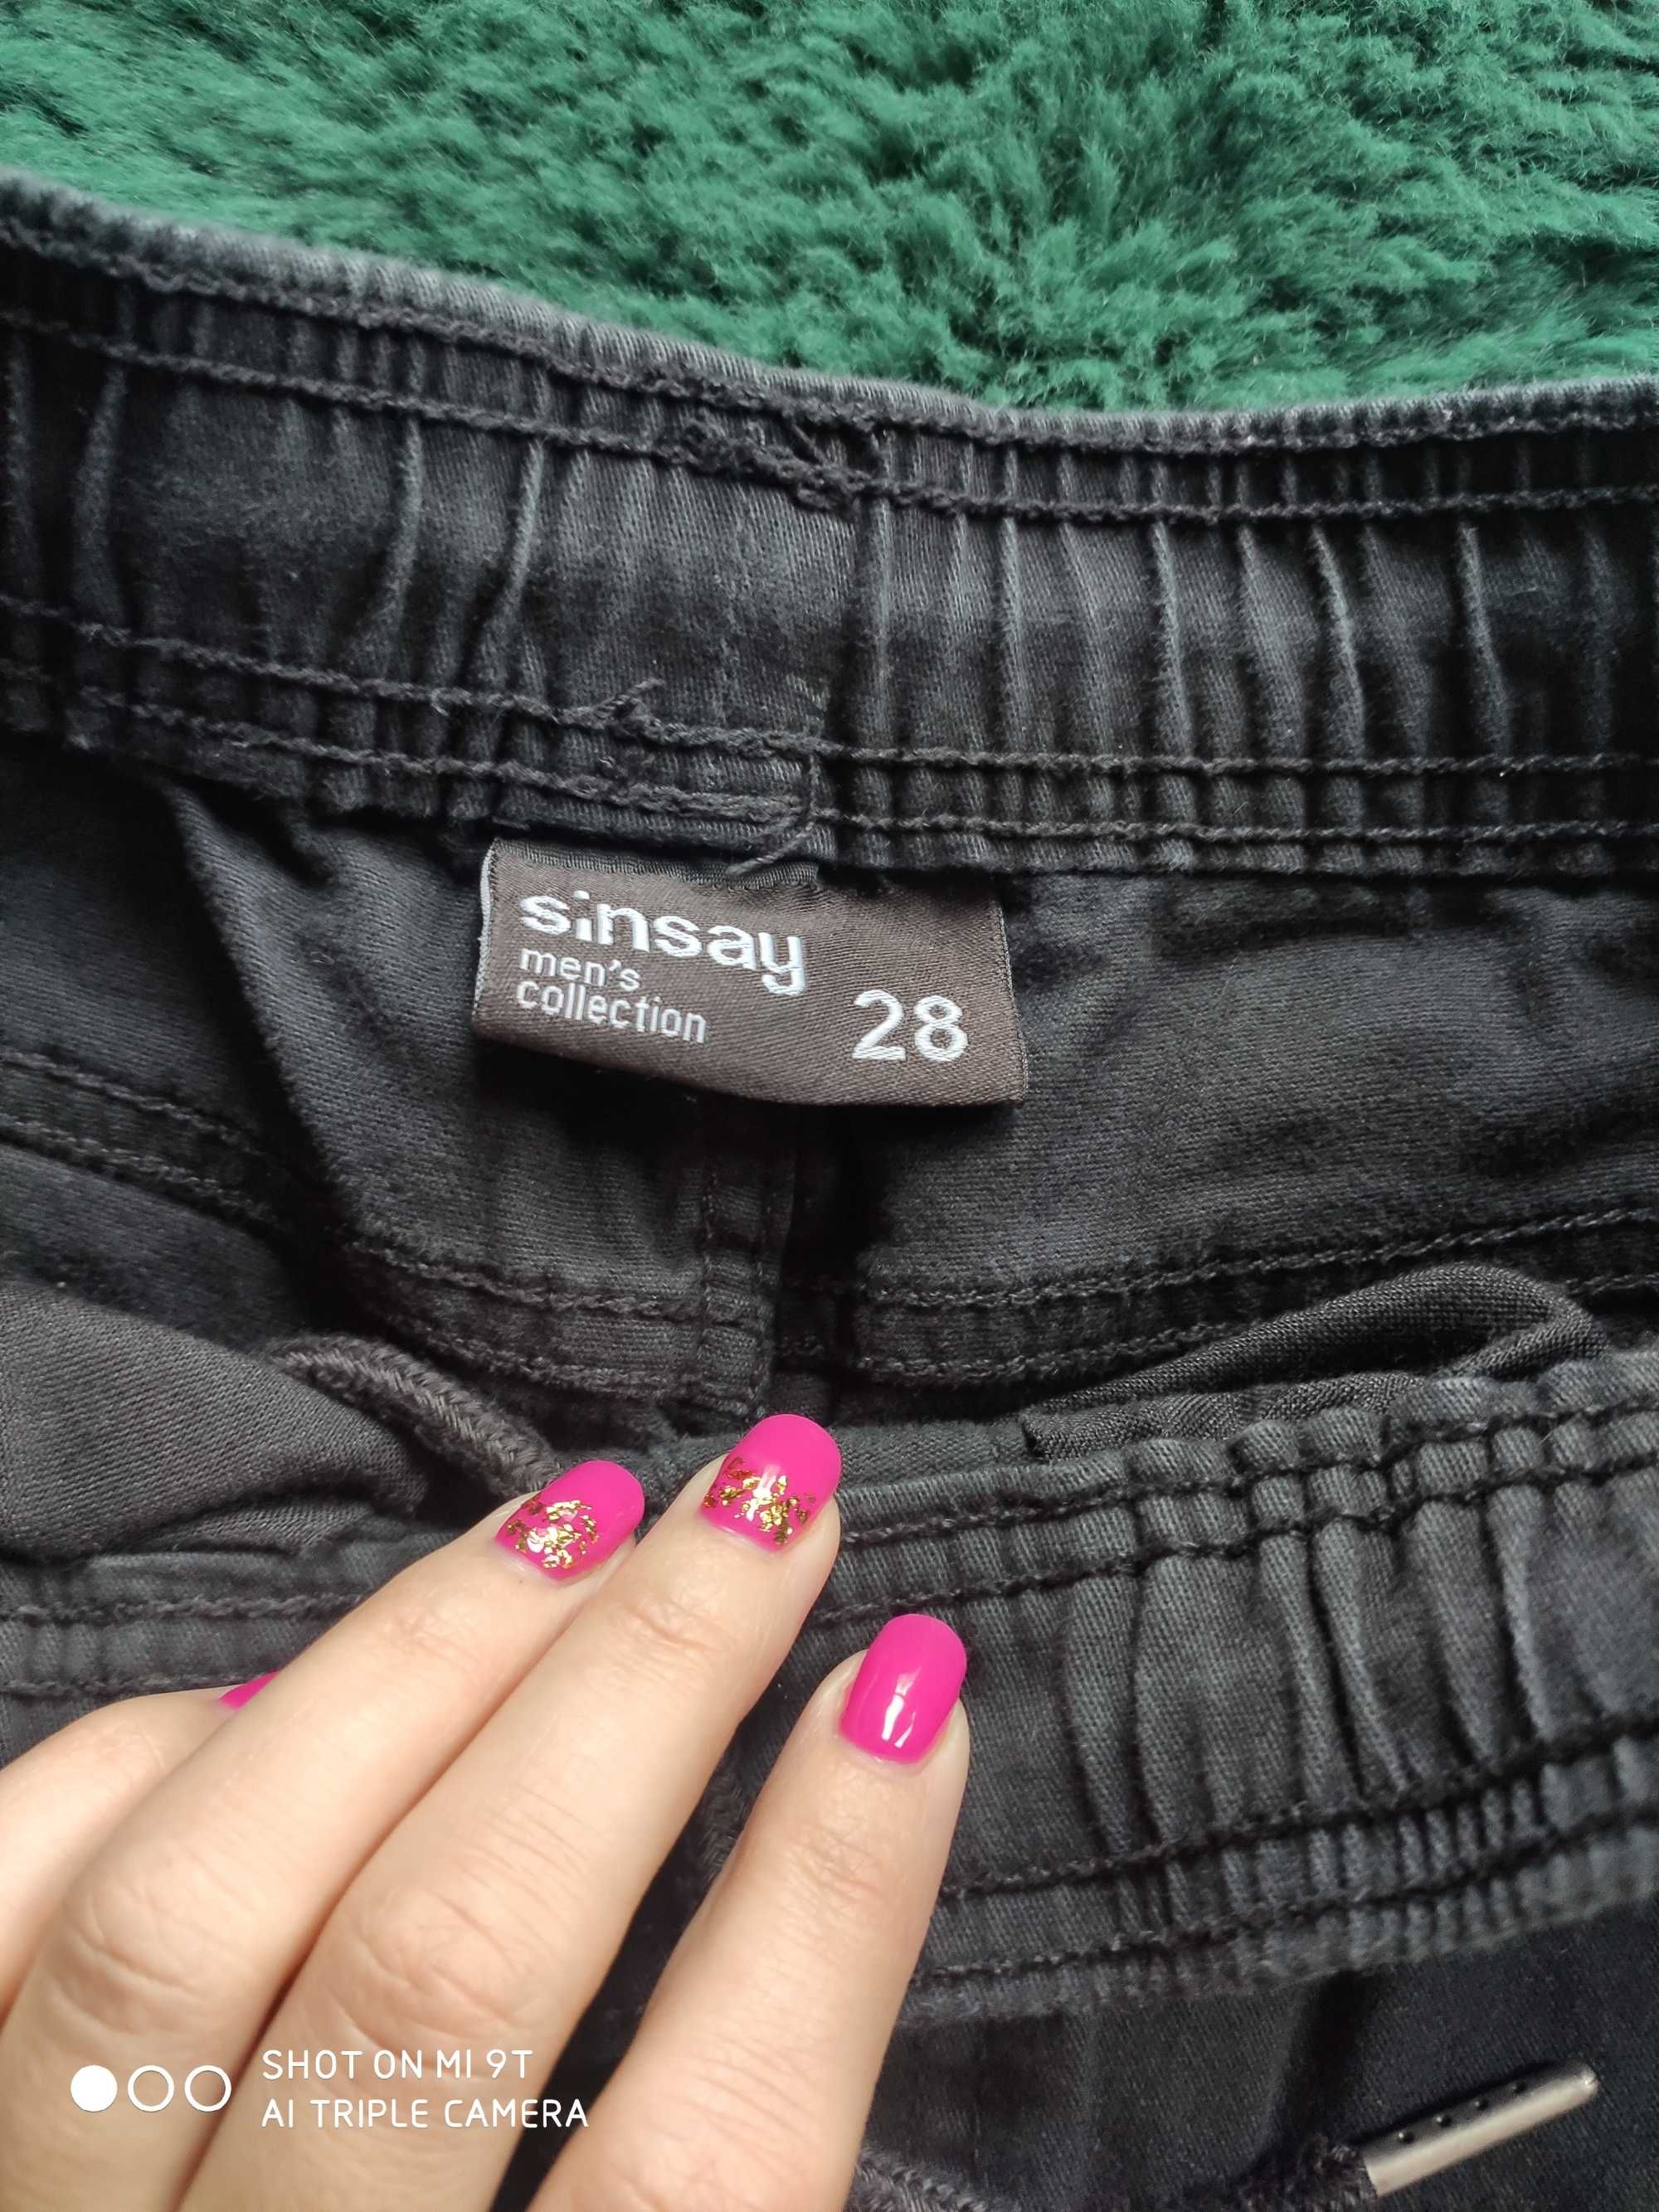 sinsay
men's
collection
28
SHOT ON MI 9T
AI TRIPLE CAMERA